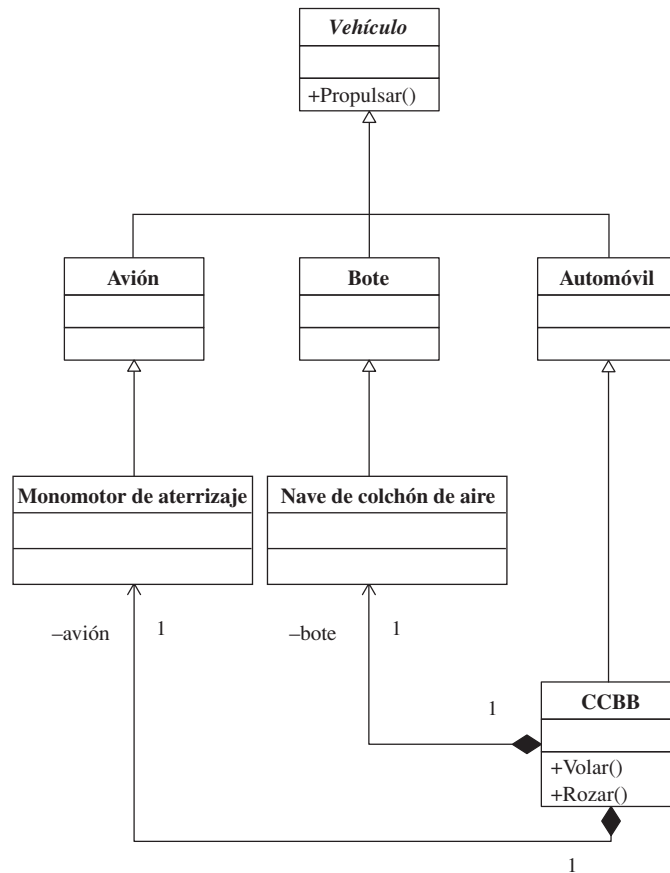 Vehículo
+Propulsar()
Avión
Bote
Automóvil
Monomotor de aterrizaje
Nave de colchón de aire
–avión
1
–bote
1
1
CCBB
+Volar()
+Rozar()
1